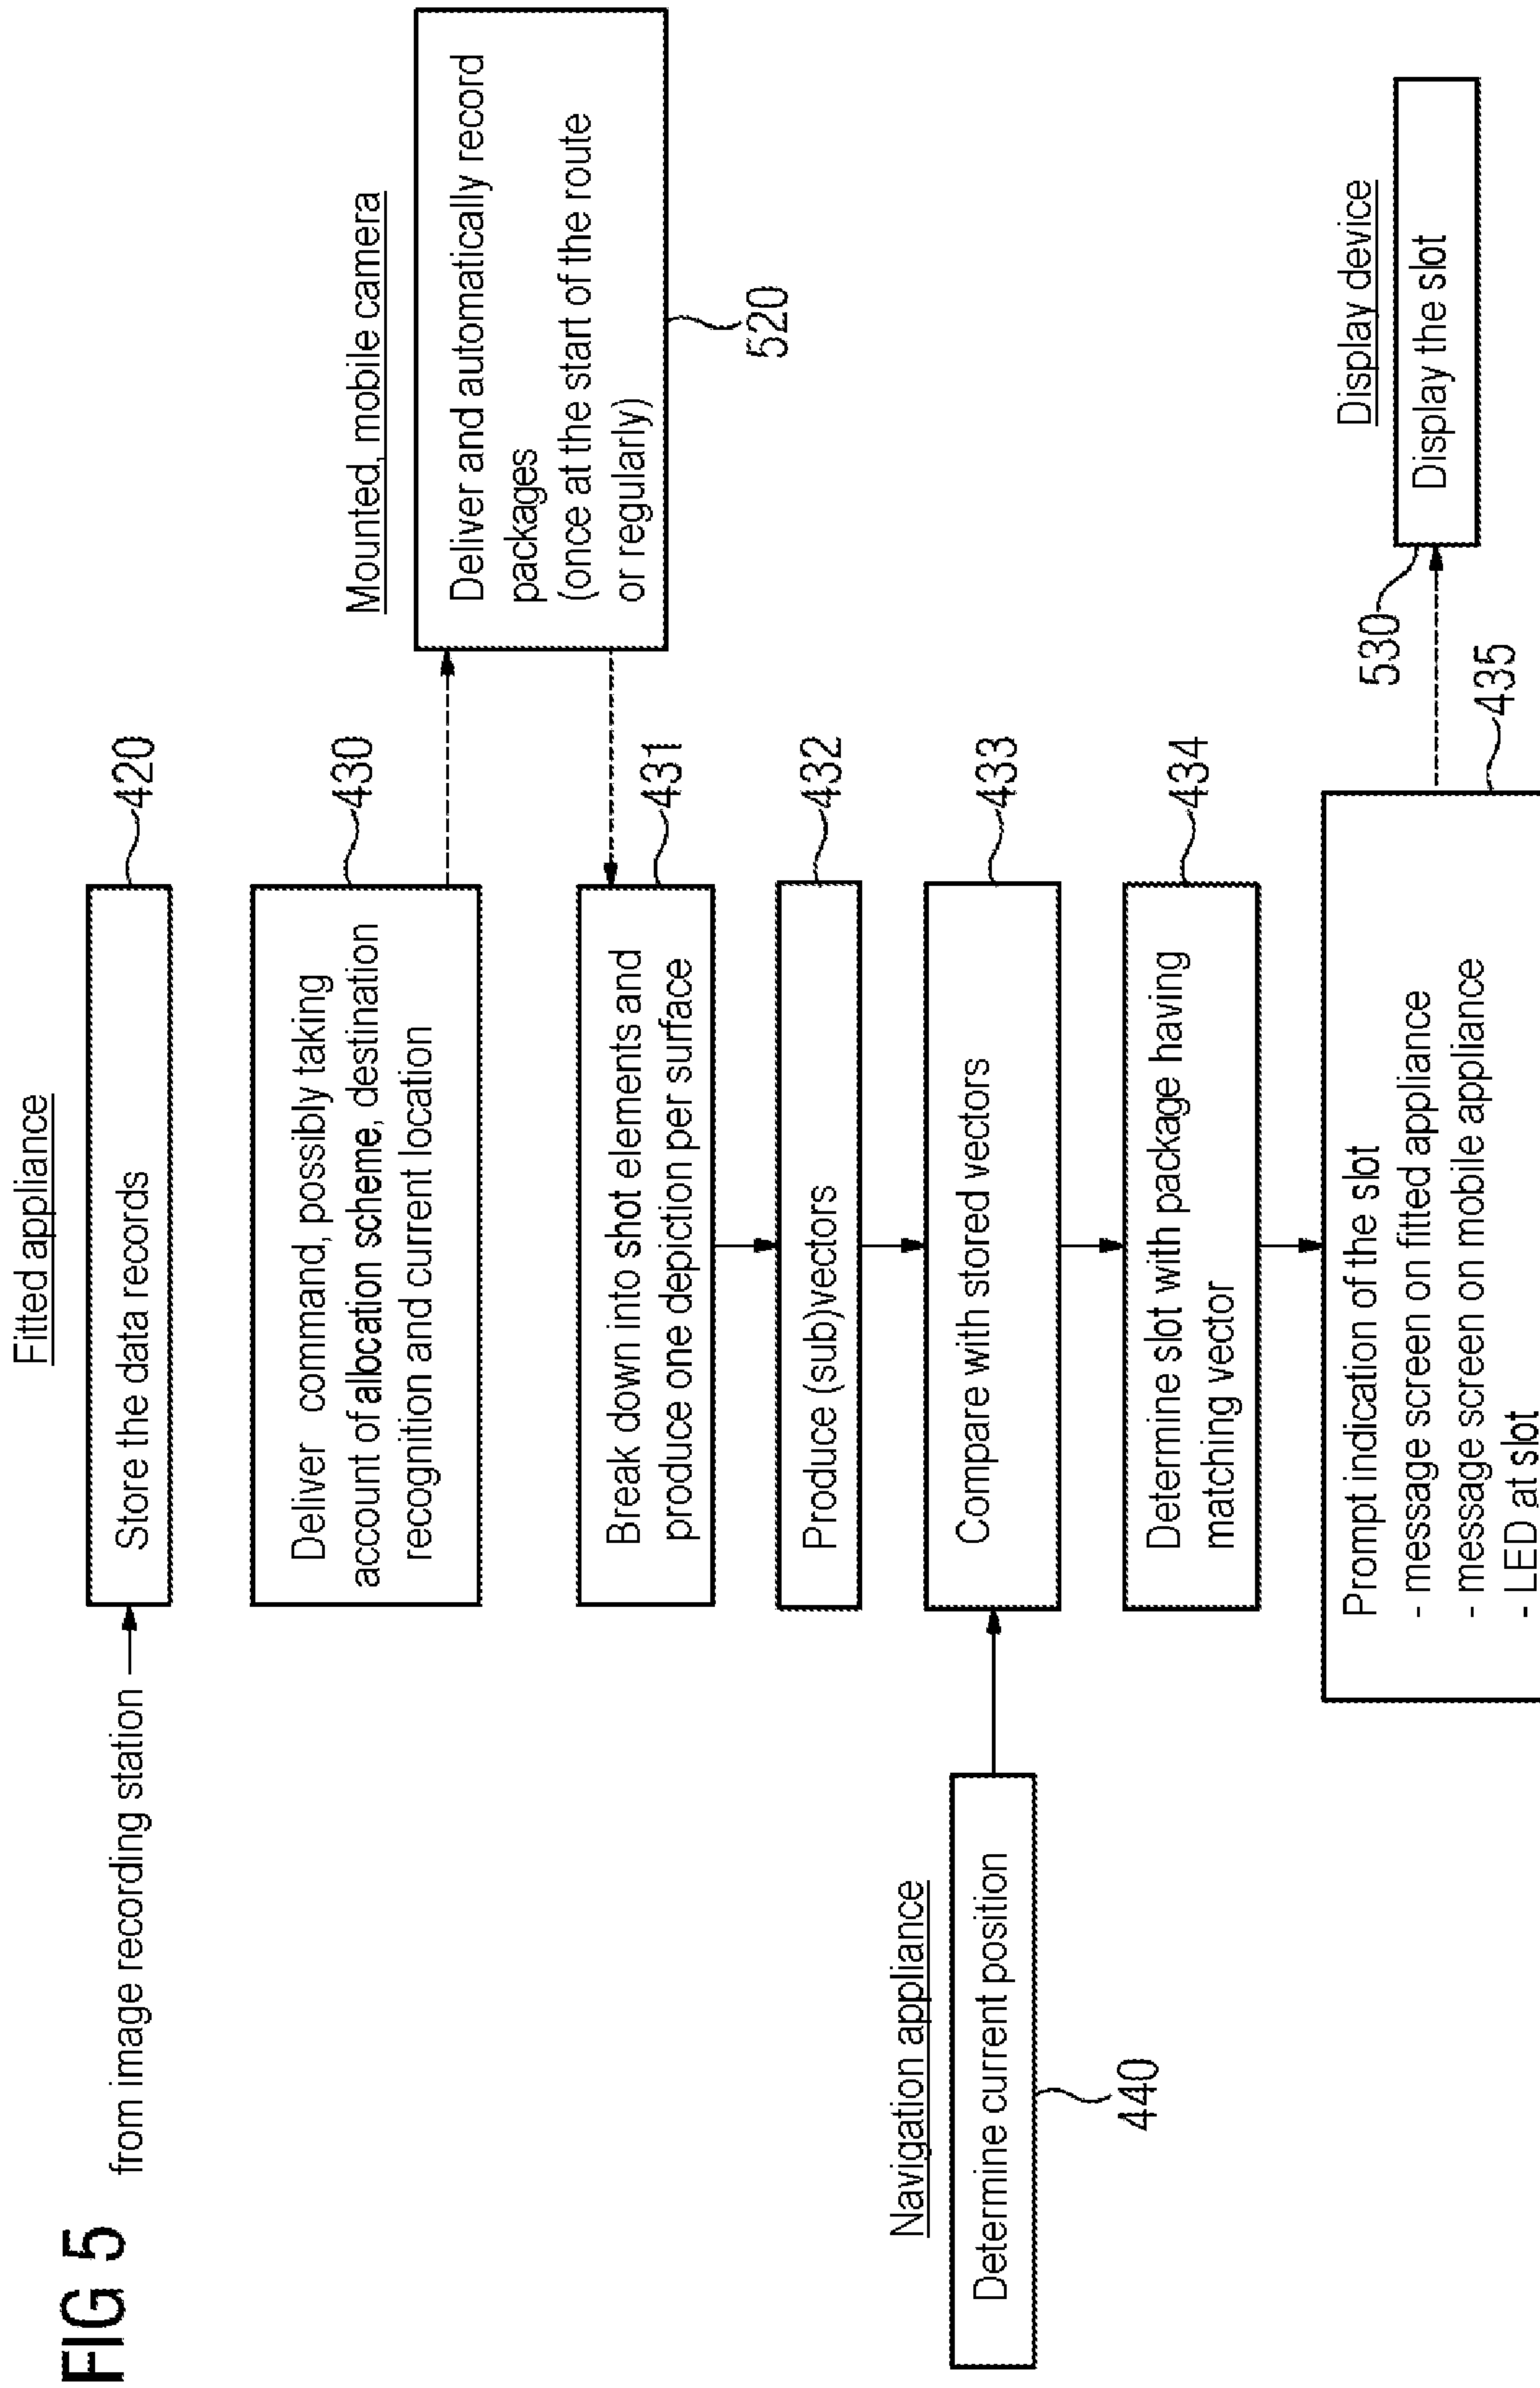 FIG 5
from image recording station
Fitted appliance
Store the data records
420
Deliver command, possibly taking
account of allocation scheme, destination
recognition and current location
430
Mounted, mobile camera
Deliver and automatically record
packages
(once at the start of the route
or regularly)
520
Break down into shot elements and
produce one depiction per surface
431
Produce (sub)vectors
432
Navigation appliance
Determine current position
440
Compare with stored vectors
433
Determine slot with package having
matching vector
434
Prompt indication of the slot
- message screen on fitted appliance
- message screen on mobile appliance
- LED at slot
435
Display device
Display the slot
530